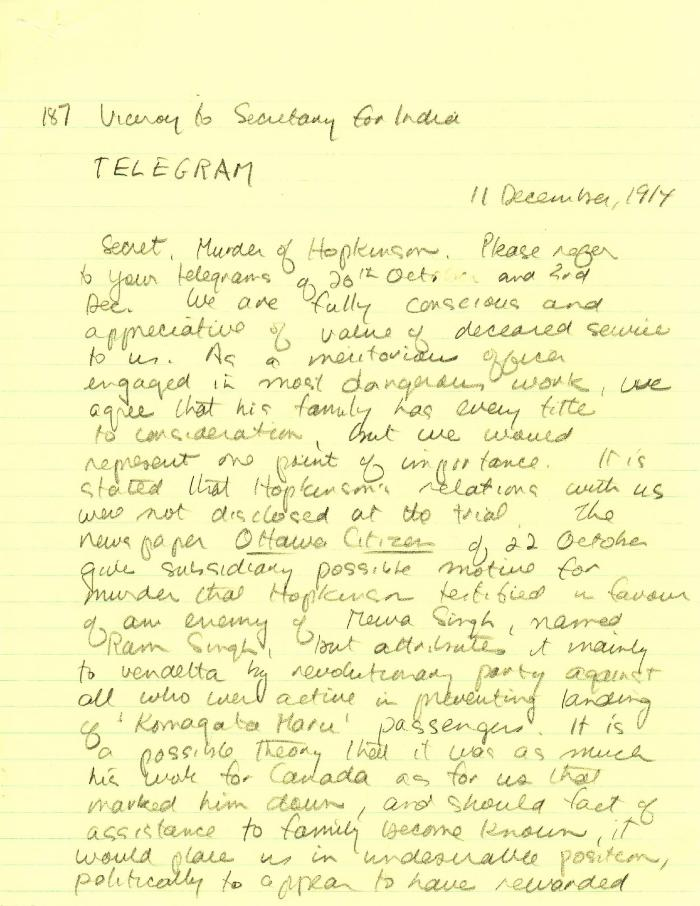 187 Viceroy to Secretary for India
TELEGRAM
11 December, 1914
Secret. Murder of Hopkinson. Please refer
to your telegrams of 20th Oct and 2nd
Dec. We are fully conscious and
appreciative of value of deceased service
to us. As a meritorious officer
engaged in most dangerous work, we
agree that his family has every title
to consideration, but we would
represent one point of importance. It is
stated that Hopkinson's relations with us
were not disclosed at the trial. The
newspaper Ottawa Citizen of 22 October
give subsidiary possible motive for
murder that Hopkinson testified in favour
of an enemy of Mewa Singh, named
Ram Singh, but attributes it mainly
to vendetta by revolutionary party against
all who were active in preventing landing
of 'Komagata Maru' passengers. It is
a possible theory that it was as much
his work for Canada as for us that
marked him down, and should fact of
assistance to family become known, it
would place us in undesirable position,
politically to appear to have rewarded